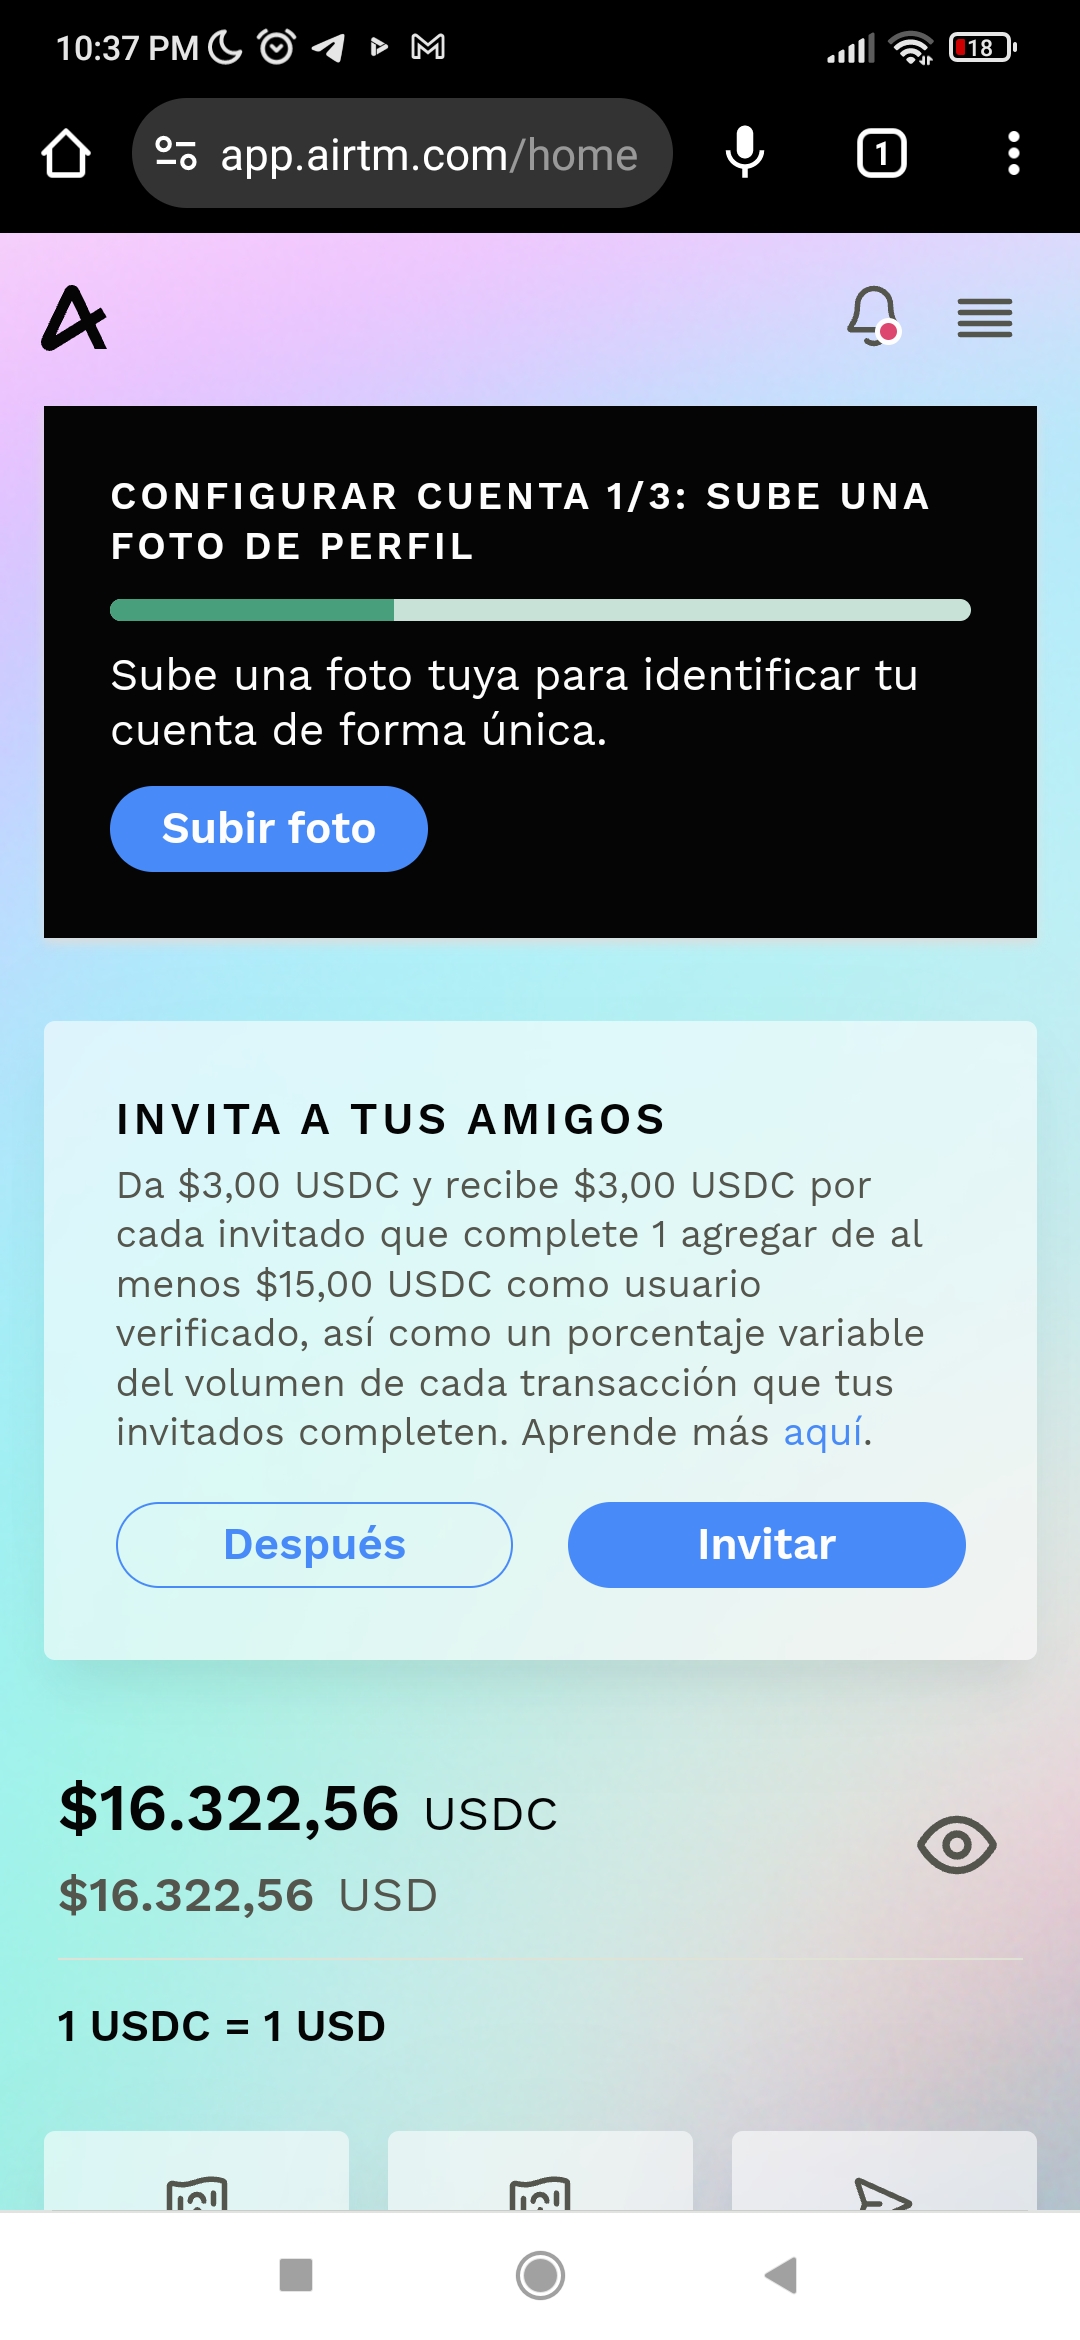 10:37 PM
18
app.airtm.com/home
1
CONFIGURAR CUENTA 1/3: SUBE UNA
FOTO DE PERFIL
Sube una foto tuya para identificar tu
cuenta de forma única.
Subir foto
INVITA A TUS AMIGOS
Da $3,00 USDC y recibe $3,00 USDC por
cada invitado que complete 1 agregar de al
menos $15,00 USDC como usuario
verificado, así como un porcentaje variable
del volumen de cada transacción que tus
invitados completen. Aprende más aquí.
Después
Invitar
$16.322,56 USDC
$16.322,56 USD
1 USDC = 1 USD